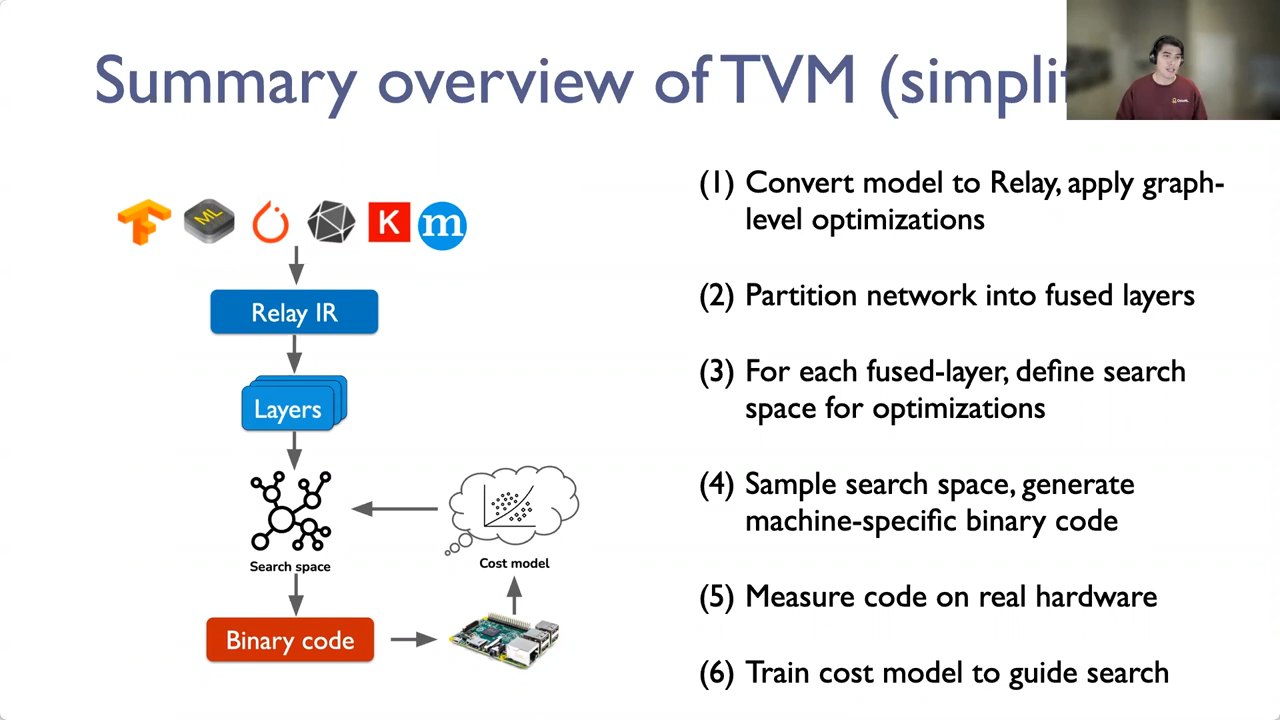 Summary overview of TVM (simplif
(1) Convert model to Relay, apply graph-
level optimizations
(2) Partition network into fused layers
(3) For each fused-layer, define search
space for optimizations
(4) Sample search space, generate
machine-specific binary code
(5) Measure code on real hardware
(6) Train cost model to guide search
ML
K
m
Relay IR
Layers
Search space
Cost model
Binary code